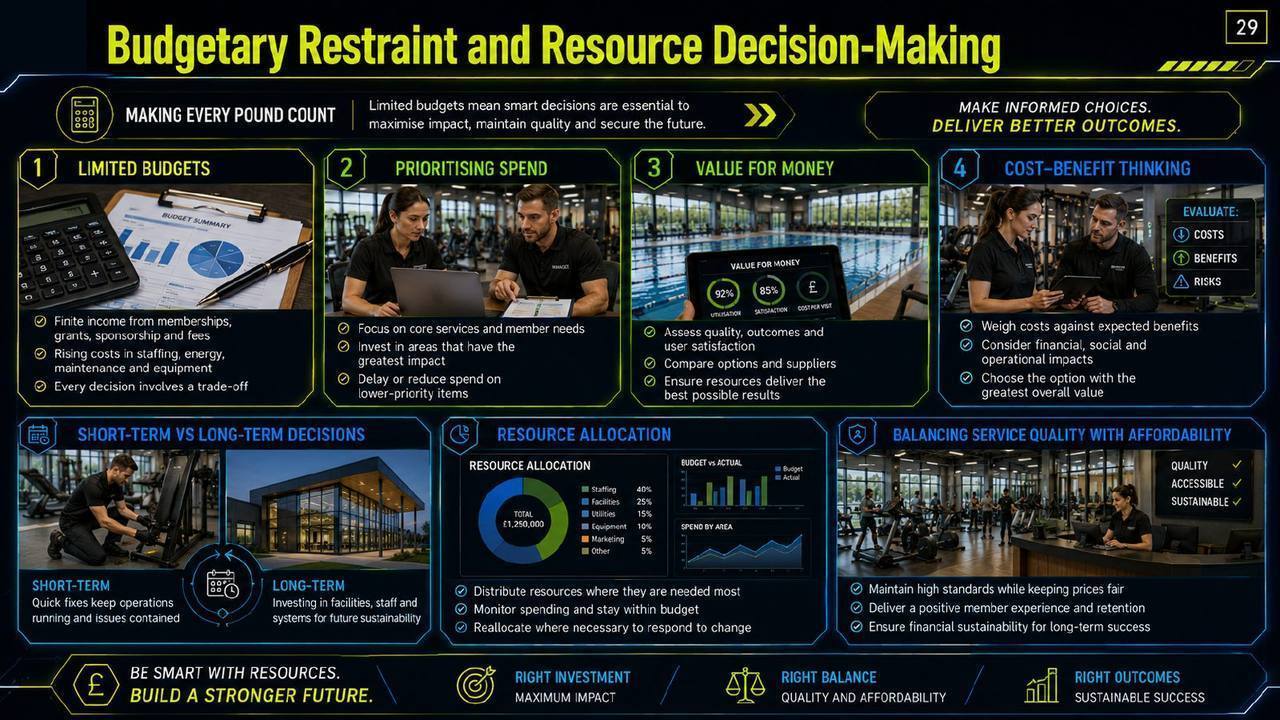 Budgetary Restraint and Resource Decision-Making
29
MAKING EVERY POUND COUNT
Limited budgets mean smart decisions are essential to
maximise impact, maintain quality and secure the future.
MAKE INFORMED CHOICES.
DELIVER BETTER OUTCOMES.
1
LIMITED BUDGETS
BUDGET SUMMARY
Finite income from memberships,
grants, sponsorship and fees
Rising costs in staffing, energy,
maintenance and equipment
Every decision involves a trade-off
2
PRIORITISING SPEND
Focus on core services and member needs
Invest in areas that have the
greatest impact
Delay or reduce spend on
lower-priority items
3
VALUE FOR MONEY
VALUE FOR MONEY
92%
85%
£
UTILISATION
SATISFACTION
COST PER VISIT
Assess quality, outcomes and
user satisfaction
Compare options and suppliers
Ensure resources deliver the
best possible results
4
COST–BENEFIT THINKING
EVALUATE:
COSTS
BENEFITS
RISKS
Weigh costs against expected benefits
Consider financial, social and
operational impacts
Choose the option with the
greatest overall value
SHORT-TERM VS LONG-TERM DECISIONS
SHORT-TERM
Quick fixes keep operations
running and issues contained
LONG-TERM
Investing in facilities, staff and
systems for future sustainability
RESOURCE ALLOCATION
RESOURCE ALLOCATION
TOTAL
£1,250,000
Staffing 40%
Facilities 25%
Utilities 15%
Equipment 10%
Marketing 5%
Other 5%
BUDGET vs ACTUAL
Budget
Actual
SPEND BY AREA
Distribute resources where they are needed most
Monitor spending and stay within budget
Reallocate where necessary to respond to change
BALANCING SERVICE QUALITY WITH AFFORDABILITY
QUALITY
ACCESSIBLE
SUSTAINABLE
Maintain high standards while keeping prices fair
Deliver a positive member experience and retention
Ensure financial sustainability for long-term success
£
BE SMART WITH RESOURCES.
BUILD A STRONGER FUTURE.
RIGHT INVESTMENT
MAXIMUM IMPACT
RIGHT BALANCE
QUALITY AND AFFORDABILITY
RIGHT OUTCOMES
SUSTAINABLE SUCCESS